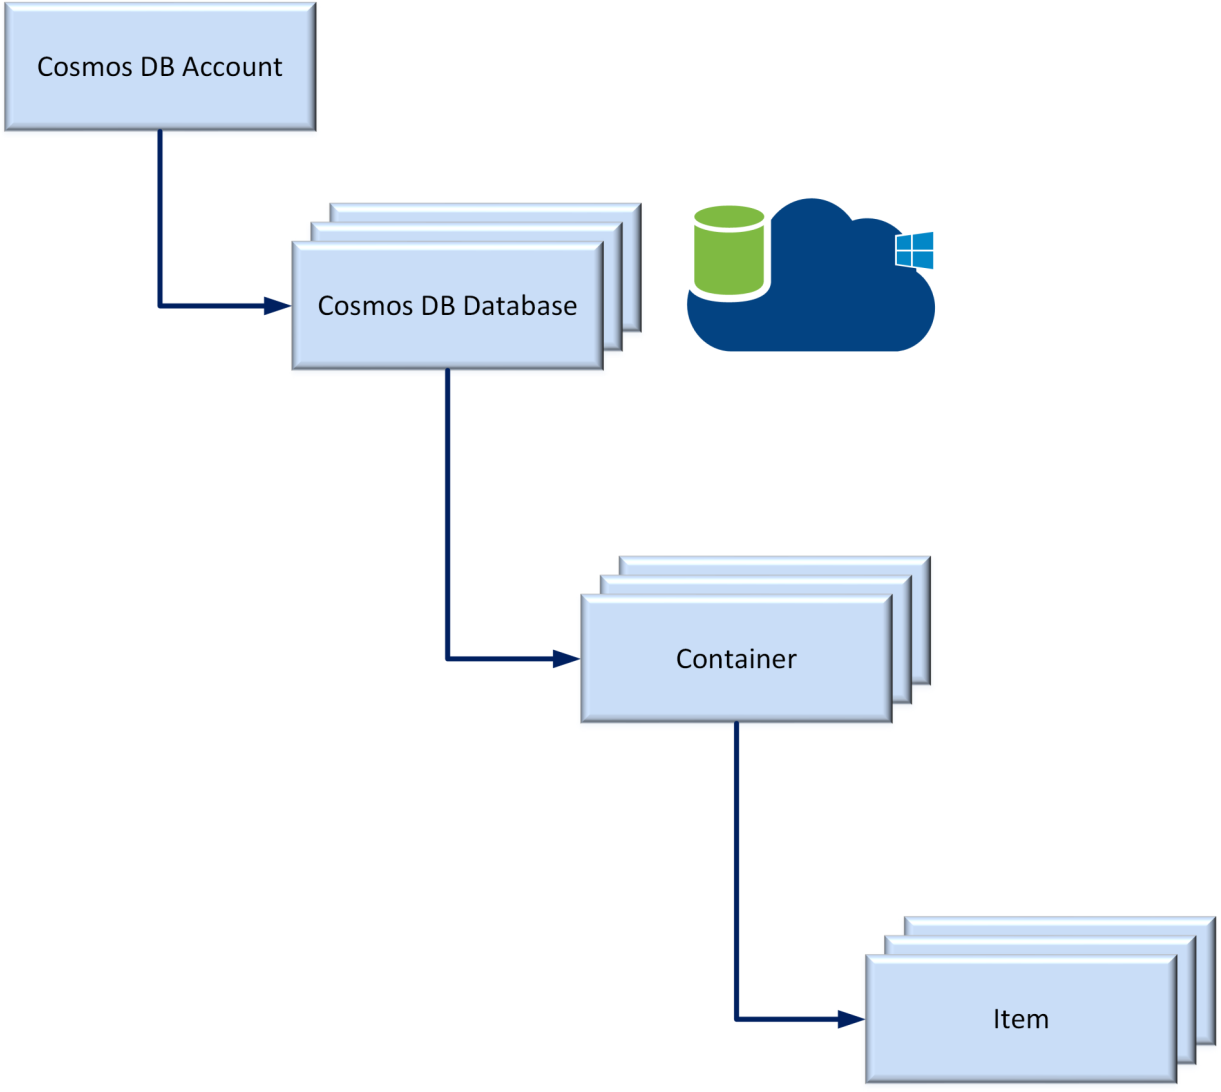 Cosmos DB Account
Cosmos DB Database
Container
Item